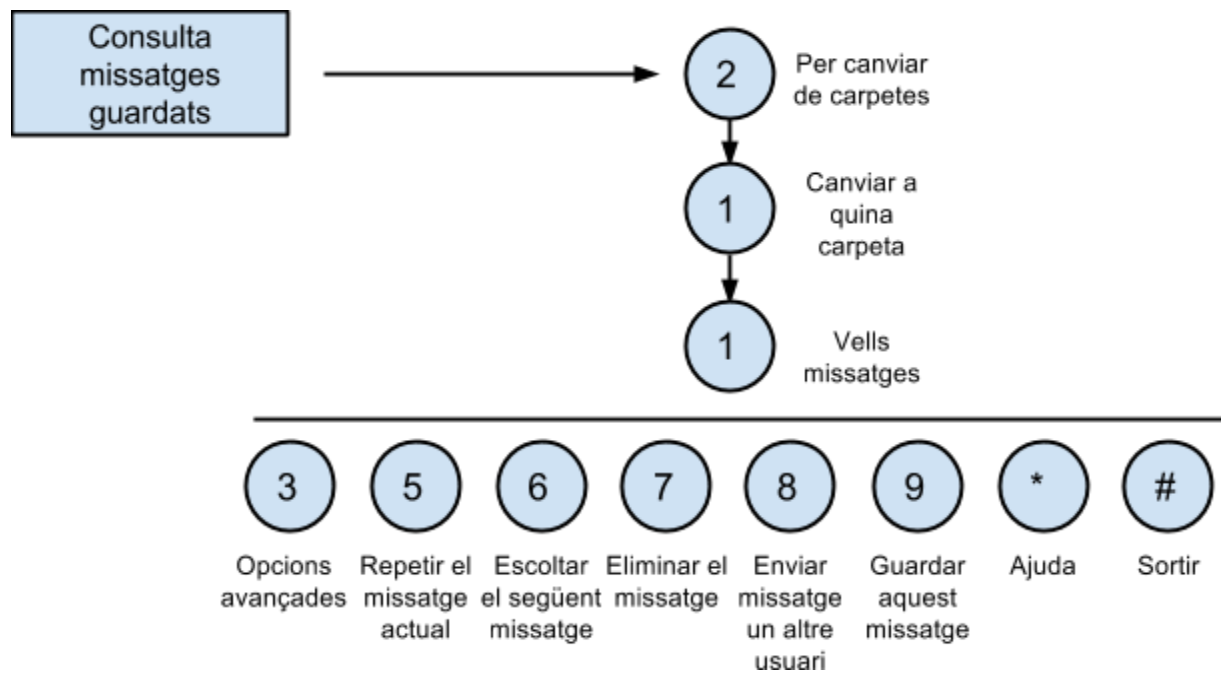 Consulta
missatges
guardats
2
Per canviar
de carpetes
1
Canviar a
quina
carpeta
1
Vells
missatges
3
5
6
7
8
9
*
#
Opcions
avançades
Repetir el
missatge
actual
Escoltar
el següent
missatge
Eliminar el
missatge
Enviar
missatge
un altre
usuari
Guardar
aquest
missatge
Ajuda
Sortir